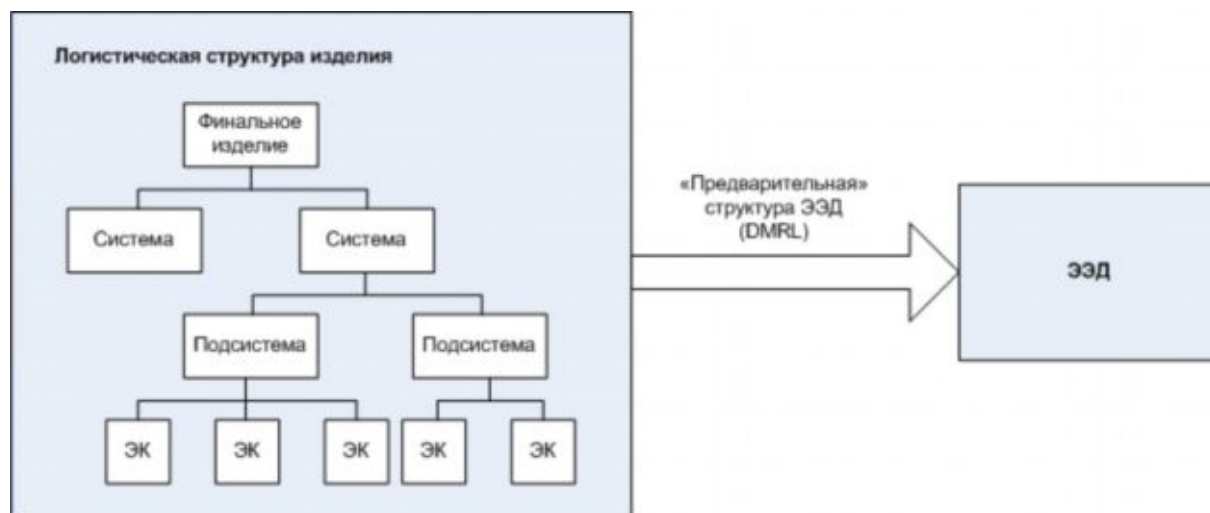 Логистическая структура изделия
Финальное
изделие
Система
Система
«Предварительная»
структура ЭЭД
(DMRL)
ЭЭД
Подсистема
Подсистема
ЭК
ЭК
ЭК
ЭК
ЭК